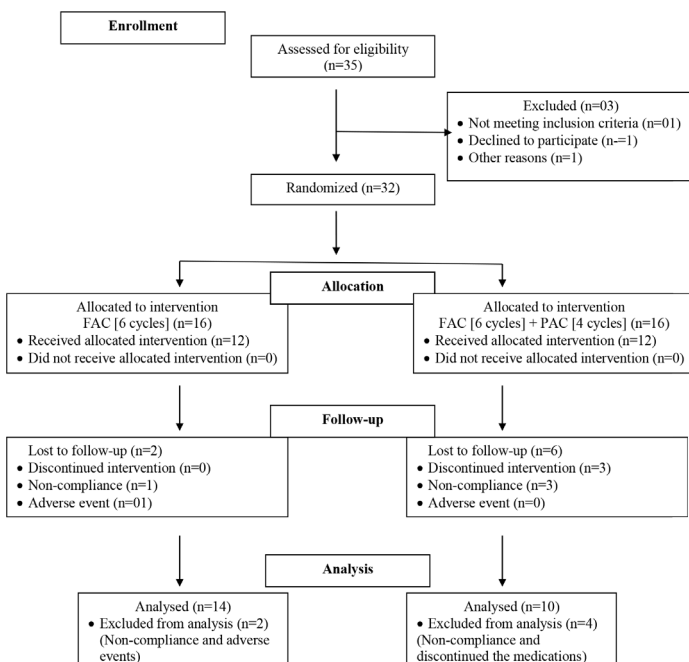 Enrollment
Assessed for eligibility
(n=35)
Excluded (n=03)
• Not meeting inclusion criteria (n=01)
• Declined to participate (n-=1)
• Other reasons (n=1)
Randomized (n=32)
Allocation
Allocated to intervention
FAC [6 cycles] (n=16)
• Received allocated intervention (n=12)
• Did not receive allocated intervention (n=0)
Allocated to intervention
FAC [6 cycles] + PAC [4 cycles] (n=16)
• Received allocated intervention (n=12)
• Did not receive allocated intervention (n=0)
Follow-up
Lost to follow-up (n=2)
• Discontinued intervention (n=0)
• Non-compliance (n=1)
• Adverse event (n=01)
Lost to follow-up (n=6)
• Discontinued intervention (n=3)
• Non-compliance (n=3)
• Adverse event (n=0)
Analysis
Analysed (n=14)
• Excluded from analysis (n=2)
(Non-compliance and adverse
events)
Analysed (n=10)
• Excluded from analysis (n=4)
(Non-compliance and
discontinued the medications)